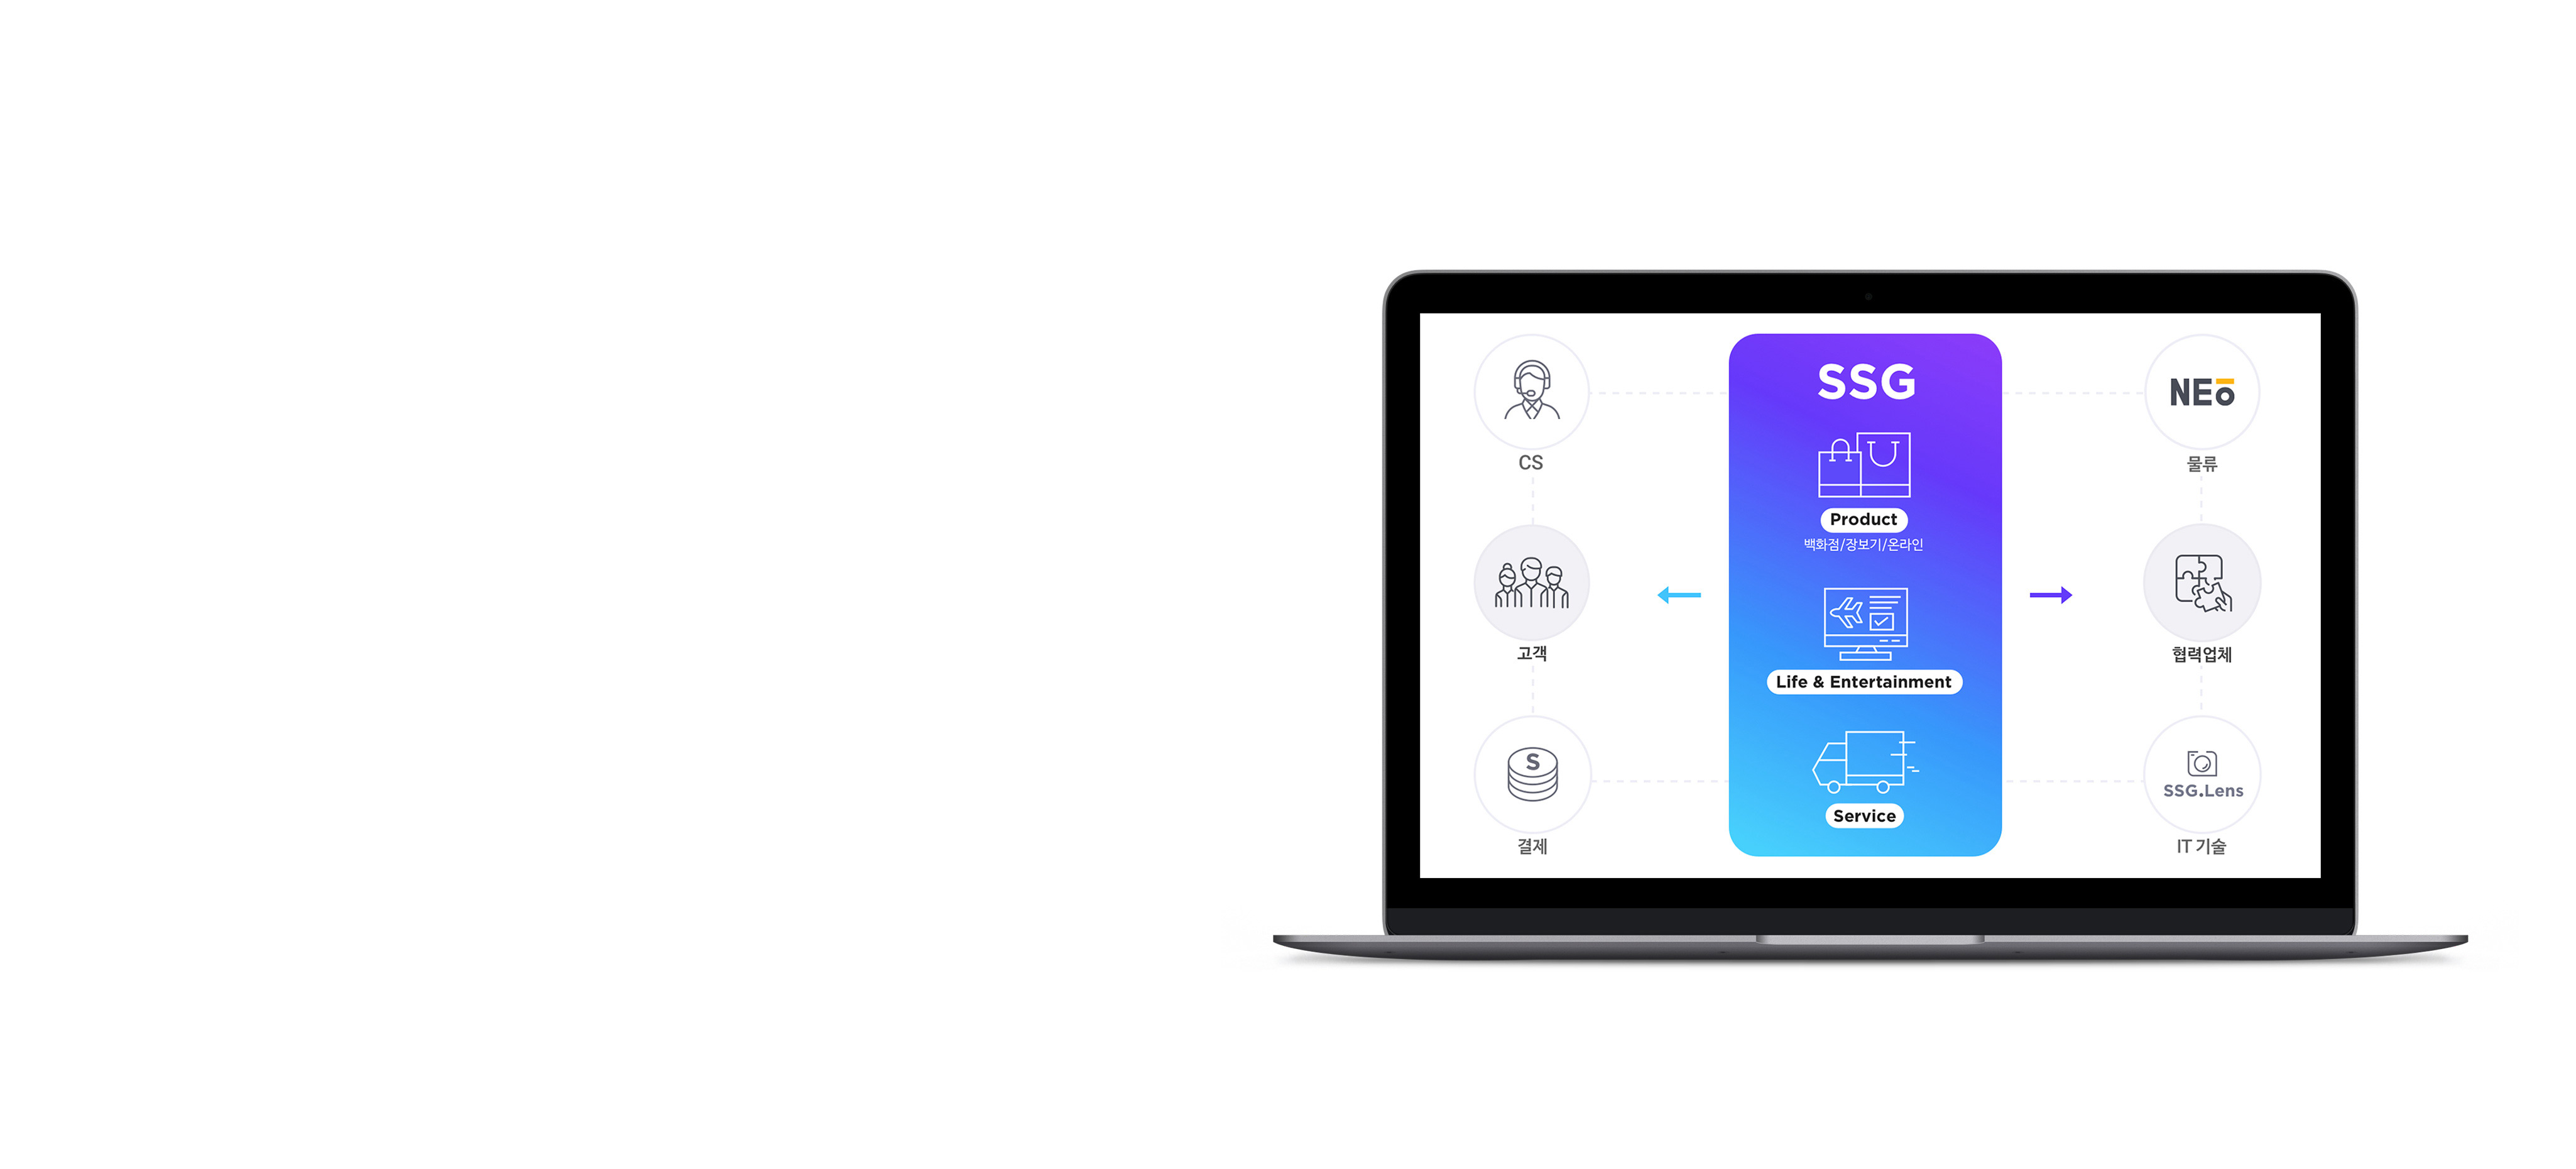 SSG
CS
NEo
물류
Product
백화점/장보기/온라인
고객
협력업체
Life & Entertainment
S
SSG.Lens
Service
결제
IT 기술